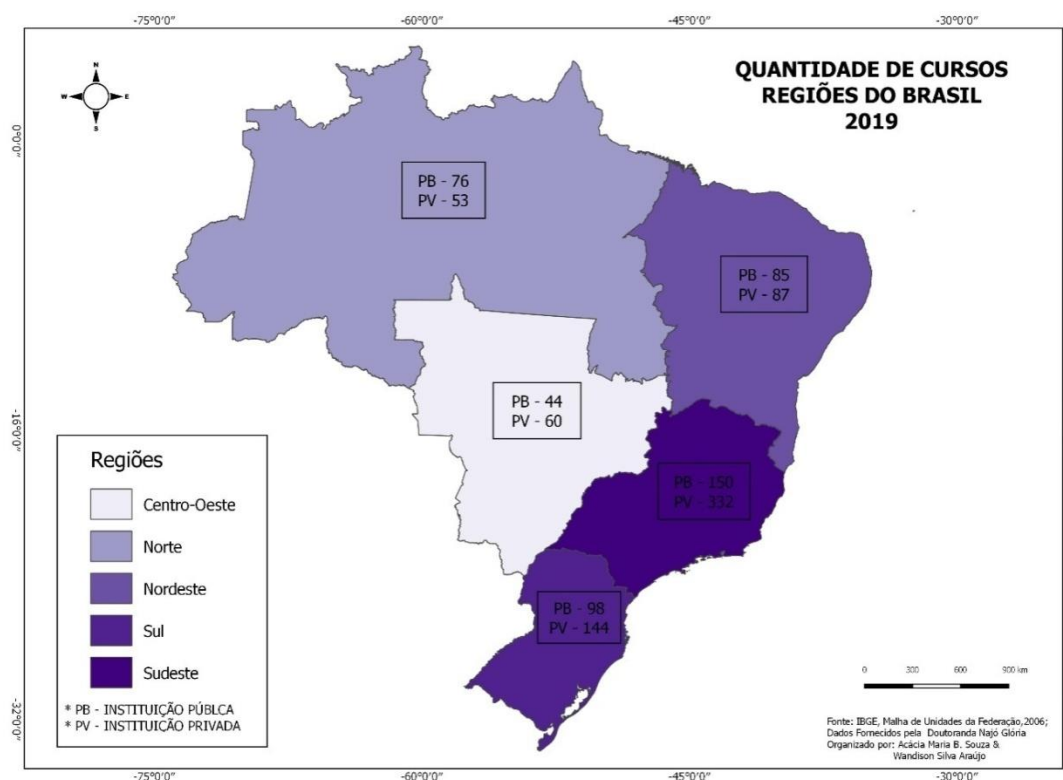 -75°0'0" -60°0'0" -45°0'0" -30°0'0"
QUANTIDADE DE CURSOS
REGIÕES DO BRASIL
2019
N
W E
S
0°0'0"
PB - 76
PV - 53
PB - 85
PV - 87
PB - 44
PV - 60
-16°0'0"
PB - 150
PV - 332
PB - 98
PV - 144
Regiões
Centro-Oeste
Norte
Nordeste
Sul
Sudeste
* PB - INSTITUIÇÃO PÚBLCA
* PV - INSTITUIÇÃO PRIVADA
-32°0'0"
0 300 600 900 km
Fonte: IBGE, Malha de Unidades da Federação,2006;
Dados Fornecidos pela Doutoranda Najó Glória
Organizado por: Acácia Maria B. Souza &
Wandison Silva Araújo
-75°0'0" -60°0'0" -45°0'0" -30°0'0"